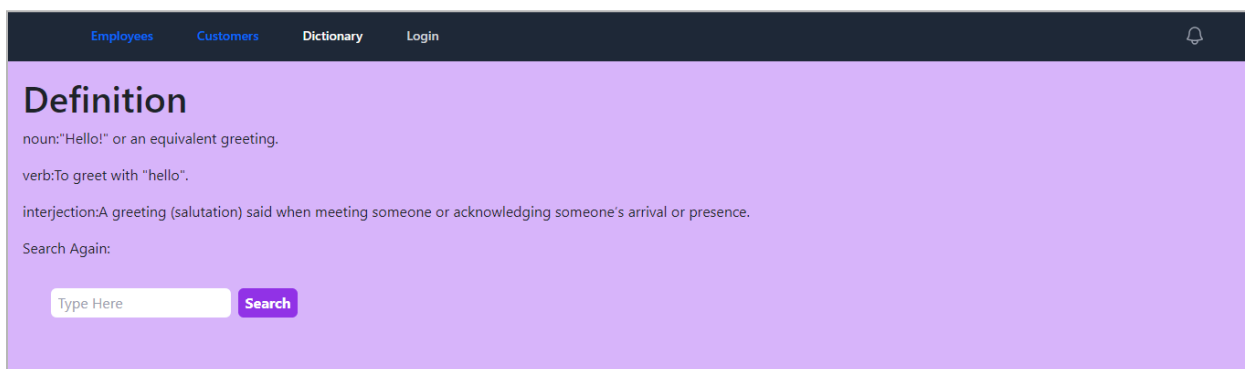 Employees Customers Dictionary Login
Definition
noun:"Hello!" or an equivalent greeting.
verb:To greet with "hello".
interjection:A greeting (salutation) said when meeting someone or acknowledging someone's arrival or presence.
Search Again:
Type Here Search